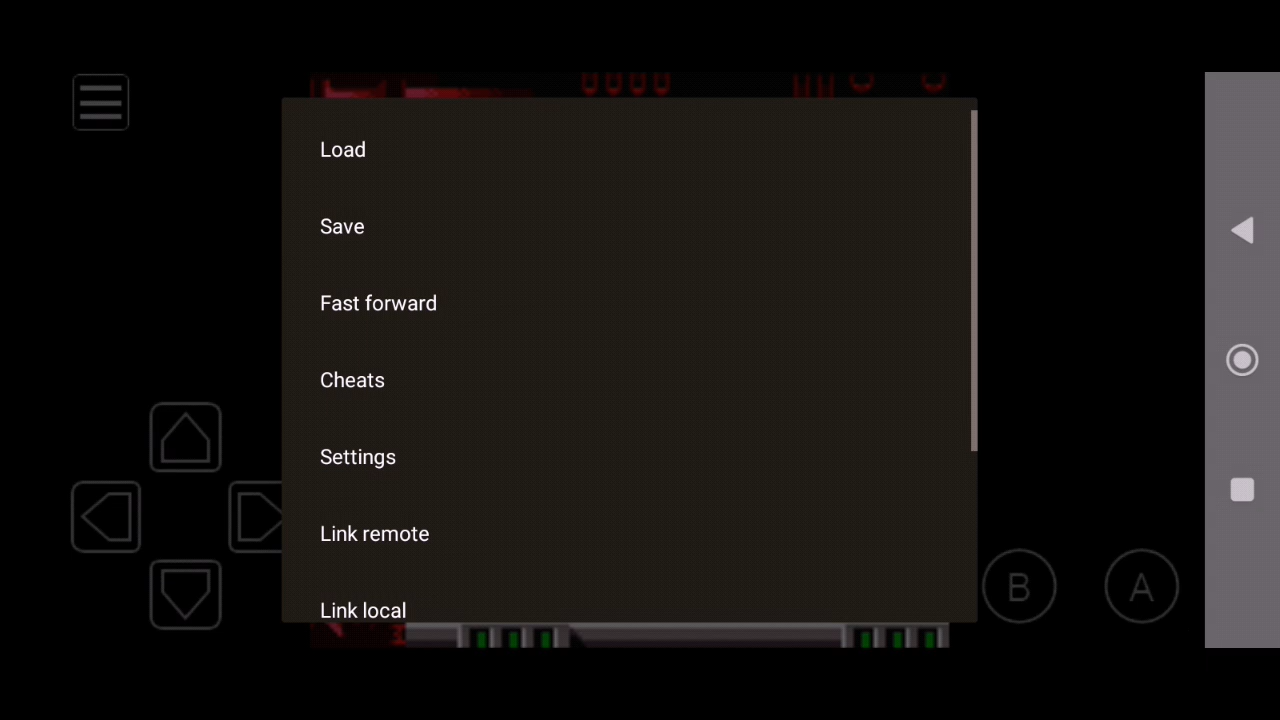 Load
Save
Fast forward
Cheats
Settings
Link remote
Link local
B
A